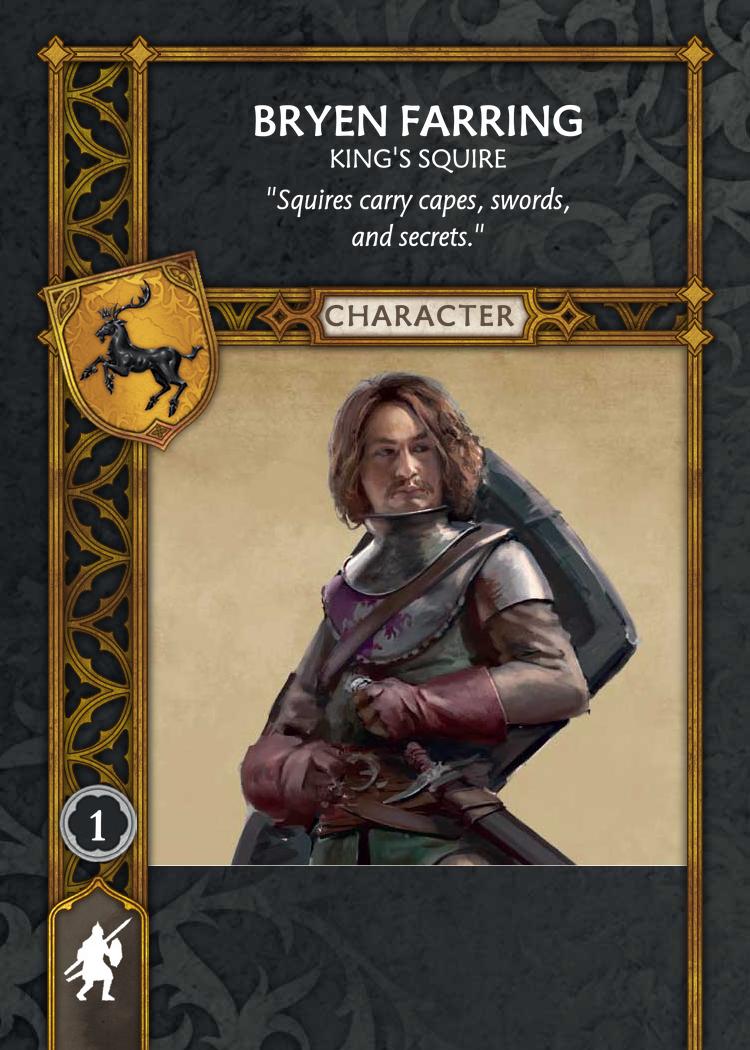 BRYEN FARRING
KING'S SQUIRE
"Squires carry capes, swords,
and secrets."
CHARACTER
1